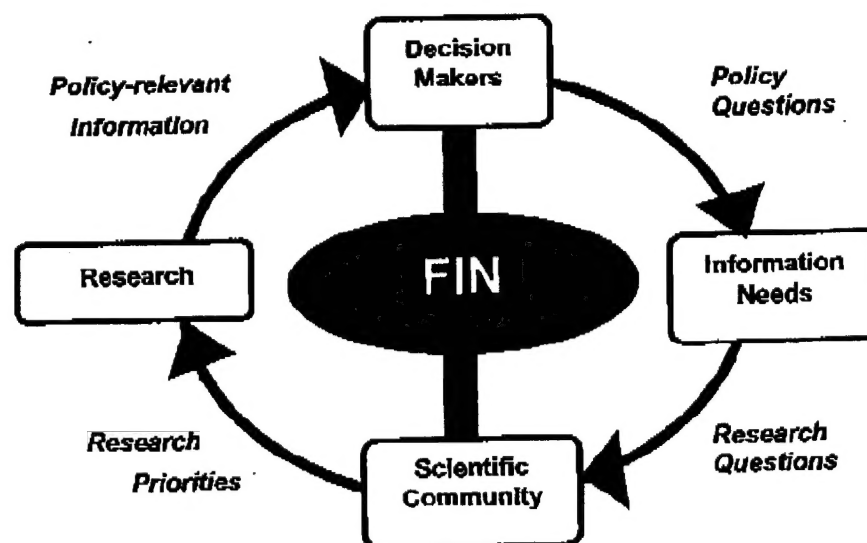 Decision
Makers
Policy-relevant
Information
Policy
Questions
Research
FIN
Information
Needs
Research
Priorities
Scientific
Community
Research
Questions